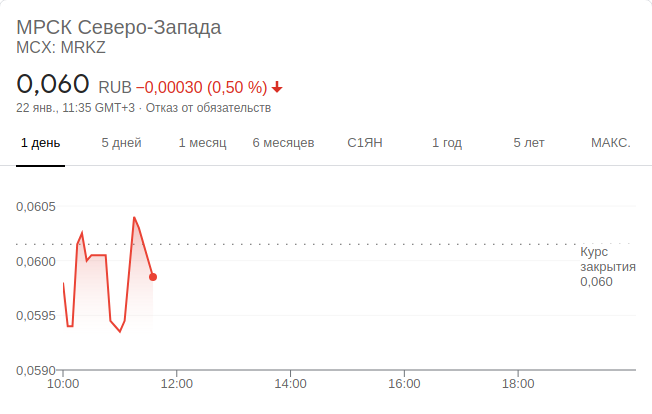 МРСК Северо-Запада
MCX: MRKZ
0,060 RUB −0,00030 (0,50 %)
22 янв., 11:35 GMT+3 · Отказ от обязательств
1 день 5 дней 1 месяц 6 месяцев С1ЯН 1 год 5 лет МАКС.
0,0605
Курс
0,0600
закрытия
0,060
0,0595
0,0590
10:00 12:00 14:00 16:00 18:00